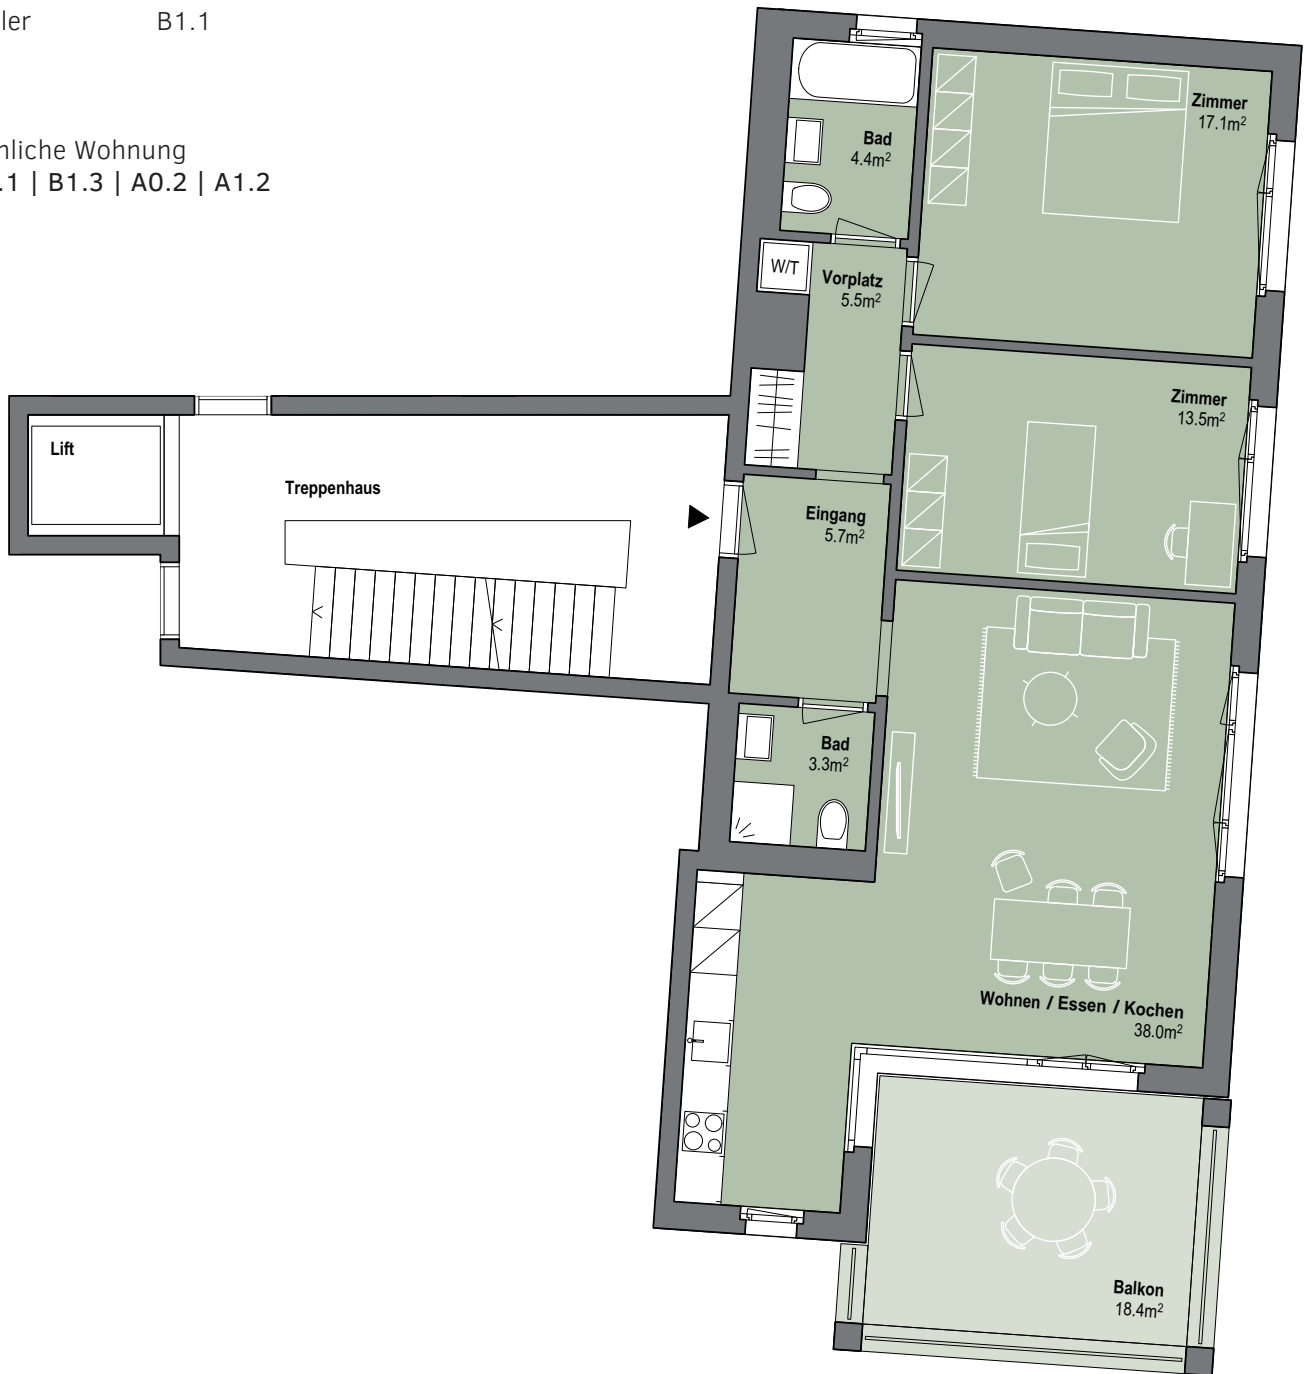 ler B1.1
nliche Wohnung
.1 | B1.3 | A0.2 | A1.2
Zimmer
17.1m²
Bad
4.4m²
W/T
Vorplatz
5.5m²
Zimmer
13.5m²
Lift
Treppenhaus
Eingang
5.7m²
Bad
3.3m²
Wohnen / Essen / Kochen
38.0m²
Balkon
18.4m²